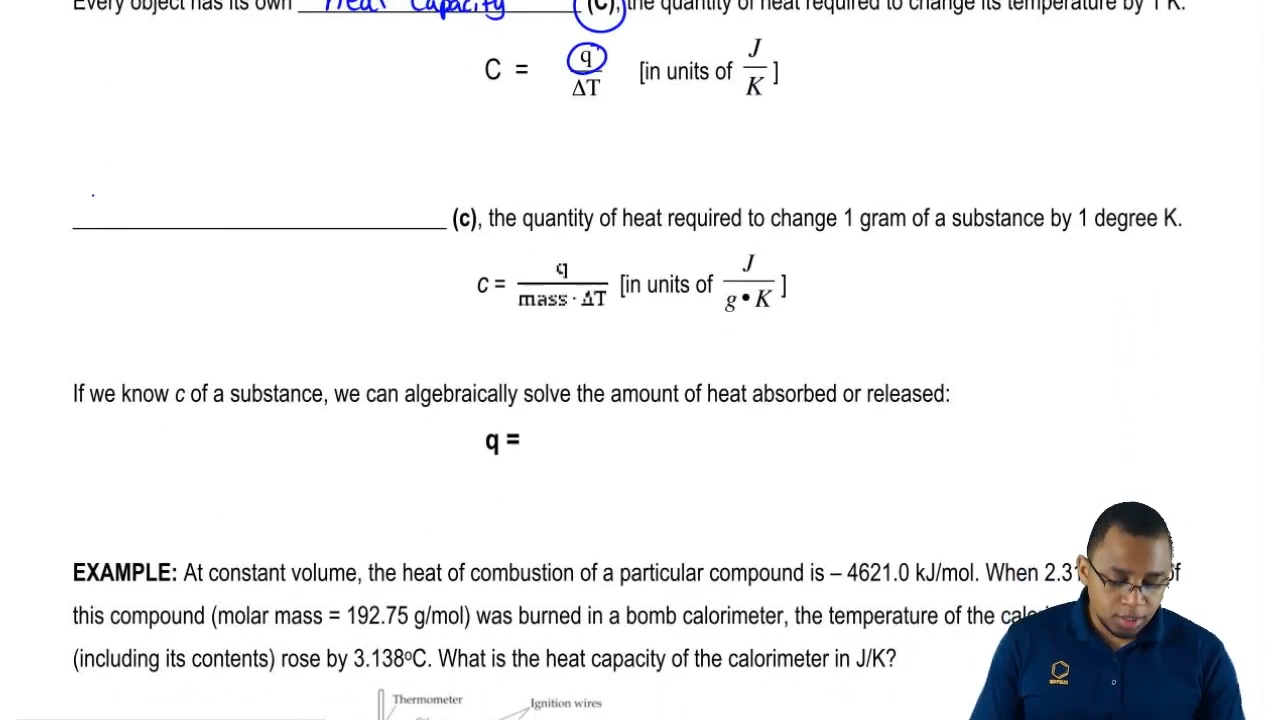 Every object has its own Heat Capacity (C), the quantity of heat required to change its temperature by 1 K.
C = q / ΔT [in units of J / K ]
(c), the quantity of heat required to change 1 gram of a substance by 1 degree K.
c = q / mass · ΔT [in units of J / g • K ]
If we know c of a substance, we can algebraically solve the amount of heat absorbed or released:
q =
EXAMPLE: At constant volume, the heat of combustion of a particular compound is – 4621.0 kJ/mol. When of
this compound (molar mass = 192.75 g/mol) was burned in a bomb calorimeter, the temperature of the
(including its contents) rose by 3.138°C. What is the heat capacity of the calorimeter in J/K?
Thermometer
Ignition wires